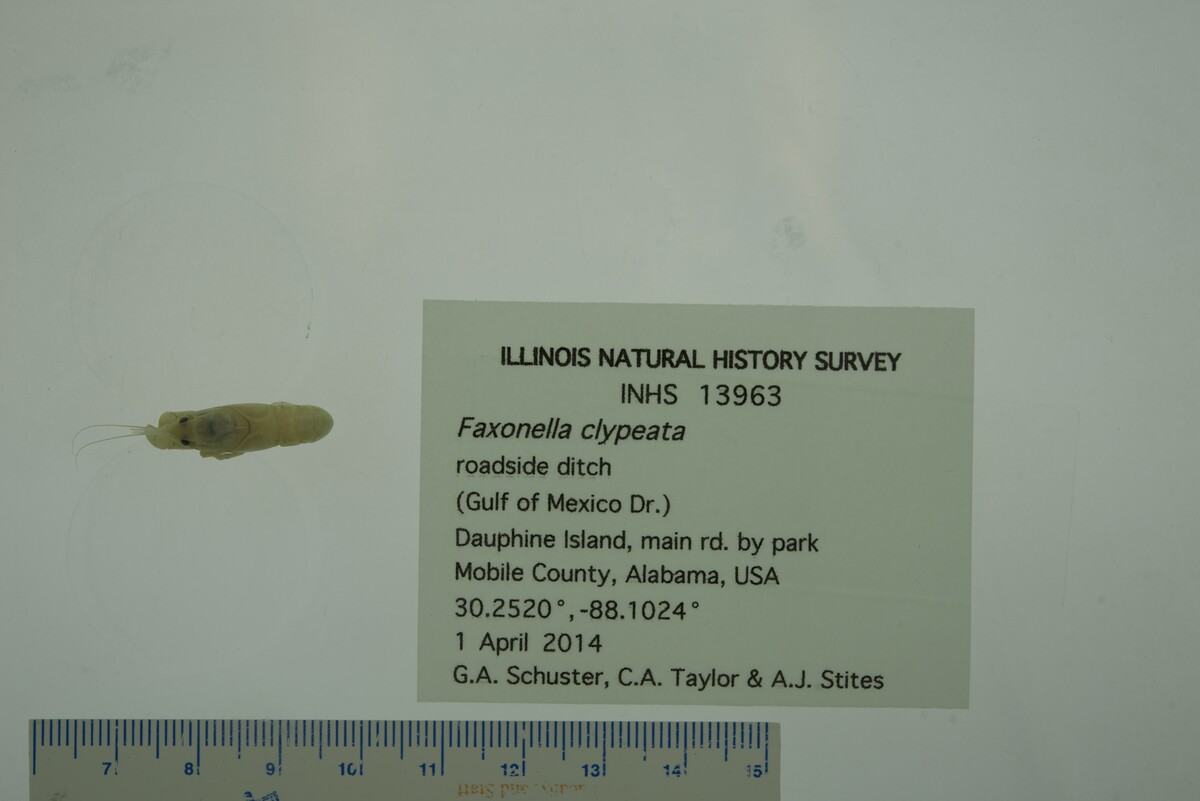 ILLINOIS NATURAL HISTORY SURVEY
INHS 13963
Faxonella clypeata
roadside ditch
(Gulf of Mexico Dr.)
Dauphine Island, main rd. by park
Mobile County, Alabama, USA
30.2520°, -88.1024°
1 April 2014
G.A. Schuster, C.A. Taylor & A.J. Stites
7 8 9 10 11 12 13 14 15
and Staff